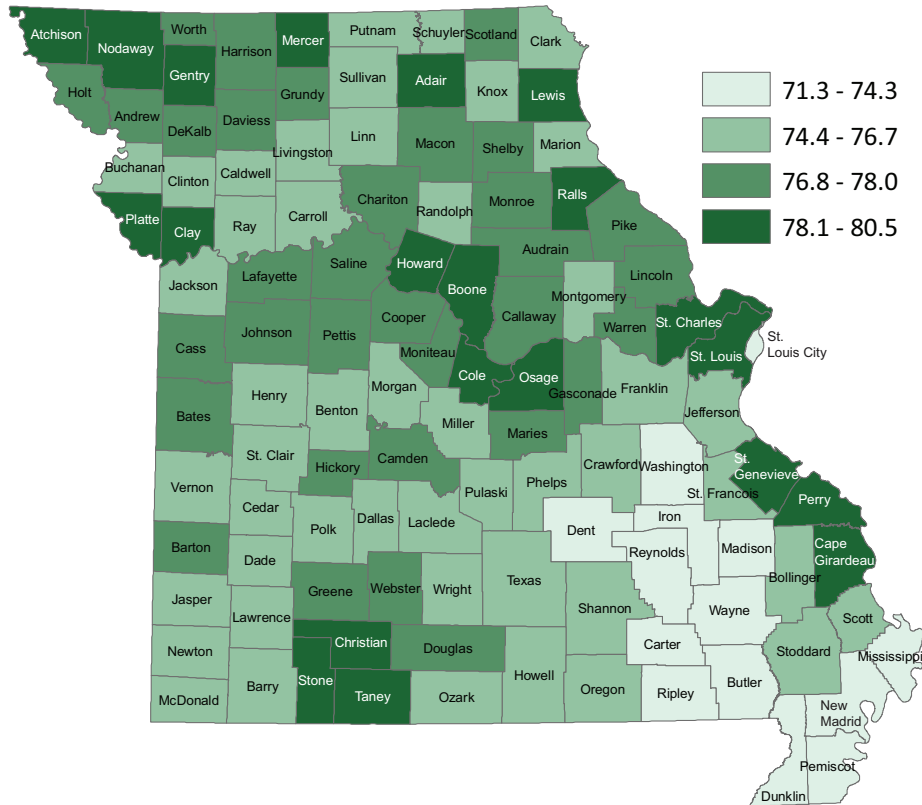 Atchison
Nodaway
Worth
Harrison
Mercer
Putnam
Schuyler
Scotland
Clark
Holt
Gentry
Sullivan
Adair
Knox
Lewis
Andrew
DeKalb
Daviess
Grundy
Linn
Macon
Shelby
Marion
Buchanan
Clinton
Caldwell
Livingston
Chariton
Randolph
Monroe
Ralls
Platte
Clay
Ray
Carroll
Pike
Audrain
Jackson
Lafayette
Saline
Howard
Boone
Callaway
Montgomery
Lincoln
Warren
St. Charles
St. Louis
St.
Louis City
Cass
Johnson
Pettis
Cooper
Moniteau
Cole
Osage
Gasconade
Franklin
Jefferson
Bates
Henry
Benton
Morgan
Miller
Maries
Vernon
St. Clair
Hickory
Camden
Pulaski
Phelps
Crawford
Washington
St. Francois
St.
Genevieve
Perry
Barton
Cedar
Polk
Dallas
Laclede
Dent
Iron
Reynolds
Madison
Bollinger
Cape
Girardeau
Jasper
Dade
Greene
Webster
Wright
Texas
Shannon
Wayne
Scott
Newton
Lawrence
Christian
Douglas
Carter
Stoddard
Mississippi
McDonald
Barry
Stone
Taney
Ozark
Howell
Oregon
Ripley
Butler
New
Madrid
Pemiscot
Dunklin
71.3 - 74.3
74.4 - 76.7
76.8 - 78.0
78.1 - 80.5